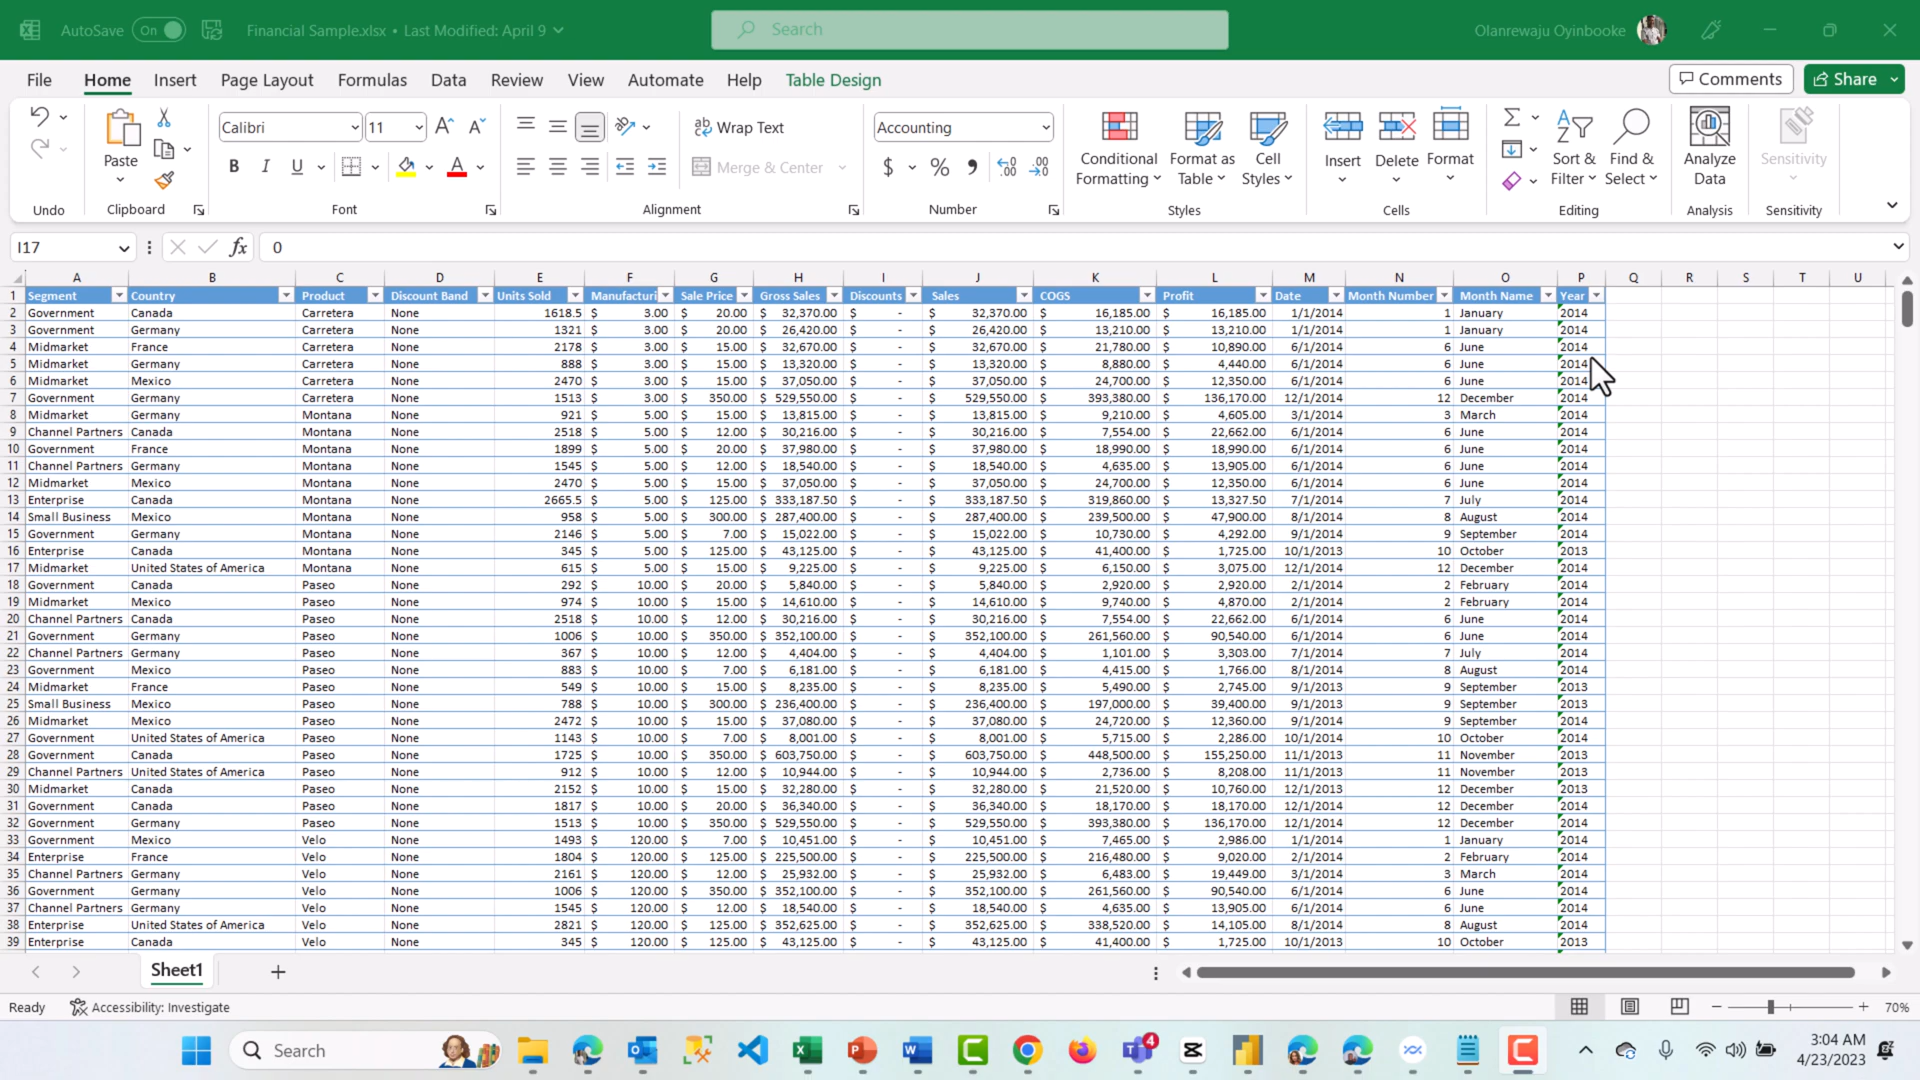 AutoSave On Financial Sample.xlsx • Last Modified: April 9 Search Olanrewaju Oyinbooke
File Home Insert Page Layout Formulas Data Review View Automate Help Table Design Comments Share
Calibri 11 Wrap Text Accounting
Paste B I U Merge & Center $ % Conditional Formatting Format as Table Cell Styles Insert Delete Format Sort & Filter Find & Select Analyze Data Sensitivity
Undo Clipboard Font Alignment Number Styles Cells Editing Analysis Sensitivity
I17 fx 0
A B C D E F G H I J K L M N O P Q R S T U
1 Segment Country Product Discount Band Units Sold Manufacturi Sale Price Gross Sales Discounts Sales COGS Profit Date Month Number Month Name Year
2 Government Canada Carretera None 1618.5 $ 3.00 $ 20.00 $ 32,370.00 $ - $ 32,370.00 $ 16,185.00 $ 16,185.00 1/1/2014 1 January 2014
3 Government Germany Carretera None 1321 $ 3.00 $ 20.00 $ 26,420.00 $ - $ 26,420.00 $ 13,210.00 $ 13,210.00 1/1/2014 1 January 2014
4 Midmarket France Carretera None 2178 $ 3.00 $ 15.00 $ 32,670.00 $ - $ 32,670.00 $ 21,780.00 $ 10,890.00 6/1/2014 6 June 2014
5 Midmarket Germany Carretera None 888 $ 3.00 $ 15.00 $ 13,320.00 $ - $ 13,320.00 $ 8,880.00 $ 4,440.00 6/1/2014 6 June 2014
6 Midmarket Mexico Carretera None 2470 $ 3.00 $ 15.00 $ 37,050.00 $ - $ 37,050.00 $ 24,700.00 $ 12,350.00 6/1/2014 6 June 2014
7 Government Germany Carretera None 1513 $ 3.00 $ 350.00 $ 529,550.00 $ - $ 529,550.00 $ 393,380.00 $ 136,170.00 12/1/2014 12 December 2014
8 Midmarket Germany Montana None 921 $ 5.00 $ 15.00 $ 13,815.00 $ - $ 13,815.00 $ 9,210.00 $ 4,605.00 3/1/2014 3 March 2014
9 Channel Partners Canada Montana None 2518 $ 5.00 $ 12.00 $ 30,216.00 $ - $ 30,216.00 $ 7,554.00 $ 22,662.00 6/1/2014 6 June 2014
10 Government France Montana None 1899 $ 5.00 $ 20.00 $ 37,980.00 $ - $ 37,980.00 $ 18,990.00 $ 18,990.00 6/1/2014 6 June 2014
11 Channel Partners Germany Montana None 1545 $ 5.00 $ 12.00 $ 18,540.00 $ - $ 18,540.00 $ 4,635.00 $ 13,905.00 6/1/2014 6 June 2014
12 Midmarket Mexico Montana None 2470 $ 5.00 $ 15.00 $ 37,050.00 $ - $ 37,050.00 $ 24,700.00 $ 12,350.00 6/1/2014 6 June 2014
13 Enterprise Canada Montana None 2665.5 $ 5.00 $ 125.00 $ 333,187.50 $ - $ 333,187.50 $ 319,860.00 $ 13,327.50 7/1/2014 7 July 2014
14 Small Business Mexico Montana None 958 $ 5.00 $ 300.00 $ 287,400.00 $ - $ 287,400.00 $ 239,500.00 $ 47,900.00 8/1/2014 8 August 2014
15 Government Germany Montana None 2146 $ 5.00 $ 7.00 $ 15,022.00 $ - $ 15,022.00 $ 10,730.00 $ 4,292.00 9/1/2014 9 September 2014
16 Enterprise Canada Montana None 345 $ 5.00 $ 125.00 $ 43,125.00 $ - $ 43,125.00 $ 41,400.00 $ 1,725.00 10/1/2013 10 October 2013
17 Midmarket United States of America Montana None 615 $ 5.00 $ 15.00 $ 9,225.00 $ - $ 9,225.00 $ 6,150.00 $ 3,075.00 12/1/2014 12 December 2014
18 Government Canada Paseo None 292 $ 10.00 $ 20.00 $ 5,840.00 $ - $ 5,840.00 $ 2,920.00 $ 2,920.00 2/1/2014 2 February 2014
19 Midmarket Mexico Paseo None 974 $ 10.00 $ 15.00 $ 14,610.00 $ - $ 14,610.00 $ 9,740.00 $ 4,870.00 2/1/2014 2 February 2014
20 Channel Partners Canada Paseo None 2518 $ 10.00 $ 12.00 $ 30,216.00 $ - $ 30,216.00 $ 7,554.00 $ 22,662.00 6/1/2014 6 June 2014
21 Government Germany Paseo None 1006 $ 10.00 $ 350.00 $ 352,100.00 $ - $ 352,100.00 $ 261,560.00 $ 90,540.00 6/1/2014 6 June 2014
22 Channel Partners Germany Paseo None 367 $ 10.00 $ 12.00 $ 4,404.00 $ - $ 4,404.00 $ 1,101.00 $ 3,303.00 7/1/2014 7 July 2014
23 Government Mexico Paseo None 883 $ 10.00 $ 7.00 $ 6,181.00 $ - $ 6,181.00 $ 4,415.00 $ 1,766.00 8/1/2014 8 August 2014
24 Midmarket France Paseo None 549 $ 10.00 $ 15.00 $ 8,235.00 $ - $ 8,235.00 $ 5,490.00 $ 2,745.00 9/1/2013 9 September 2013
25 Small Business Mexico Paseo None 788 $ 10.00 $ 300.00 $ 236,400.00 $ - $ 236,400.00 $ 197,000.00 $ 39,400.00 9/1/2013 9 September 2013
26 Midmarket Mexico Paseo None 2472 $ 10.00 $ 15.00 $ 37,080.00 $ - $ 37,080.00 $ 24,720.00 $ 12,360.00 9/1/2014 9 September 2014
27 Government United States of America Paseo None 1143 $ 10.00 $ 7.00 $ 8,001.00 $ - $ 8,001.00 $ 5,715.00 $ 2,286.00 10/1/2014 10 October 2014
28 Government Canada Paseo None 1725 $ 10.00 $ 350.00 $ 603,750.00 $ - $ 603,750.00 $ 448,500.00 $ 155,250.00 11/1/2013 11 November 2013
29 Channel Partners United States of America Paseo None 912 $ 10.00 $ 12.00 $ 10,944.00 $ - $ 10,944.00 $ 2,736.00 $ 8,208.00 11/1/2013 11 November 2013
30 Midmarket Canada Paseo None 2152 $ 10.00 $ 15.00 $ 32,280.00 $ - $ 32,280.00 $ 21,520.00 $ 10,760.00 12/1/2013 12 December 2013
31 Government Canada Paseo None 1817 $ 10.00 $ 20.00 $ 36,340.00 $ - $ 36,340.00 $ 18,170.00 $ 18,170.00 12/1/2014 12 December 2014
32 Government Germany Paseo None 1513 $ 10.00 $ 350.00 $ 529,550.00 $ - $ 529,550.00 $ 393,380.00 $ 136,170.00 12/1/2014 12 December 2014
33 Government Mexico Velo None 1493 $ 120.00 $ 7.00 $ 10,451.00 $ - $ 10,451.00 $ 7,465.00 $ 2,986.00 1/1/2014 1 January 2014
34 Enterprise France Velo None 1804 $ 120.00 $ 125.00 $ 225,500.00 $ - $ 225,500.00 $ 216,480.00 $ 9,020.00 2/1/2014 2 February 2014
35 Channel Partners Germany Velo None 2161 $ 120.00 $ 12.00 $ 25,932.00 $ - $ 25,932.00 $ 6,483.00 $ 19,449.00 3/1/2014 3 March 2014
36 Government Germany Velo None 1006 $ 120.00 $ 350.00 $ 352,100.00 $ - $ 352,100.00 $ 261,560.00 $ 90,540.00 6/1/2014 6 June 2014
37 Channel Partners Germany Velo None 1545 $ 120.00 $ 12.00 $ 18,540.00 $ - $ 18,540.00 $ 4,635.00 $ 13,905.00 6/1/2014 6 June 2014
38 Enterprise United States of America Velo None 2821 $ 120.00 $ 125.00 $ 352,625.00 $ - $ 352,625.00 $ 338,520.00 $ 14,105.00 8/1/2014 8 August 2014
39 Enterprise Canada Velo None 345 $ 120.00 $ 125.00 $ 43,125.00 $ - $ 43,125.00 $ 41,400.00 $ 1,725.00 10/1/2013 10 October 2013
Sheet1
Ready Accessibility: Investigate 70%
Search 4 3:04 AM
4/23/2023